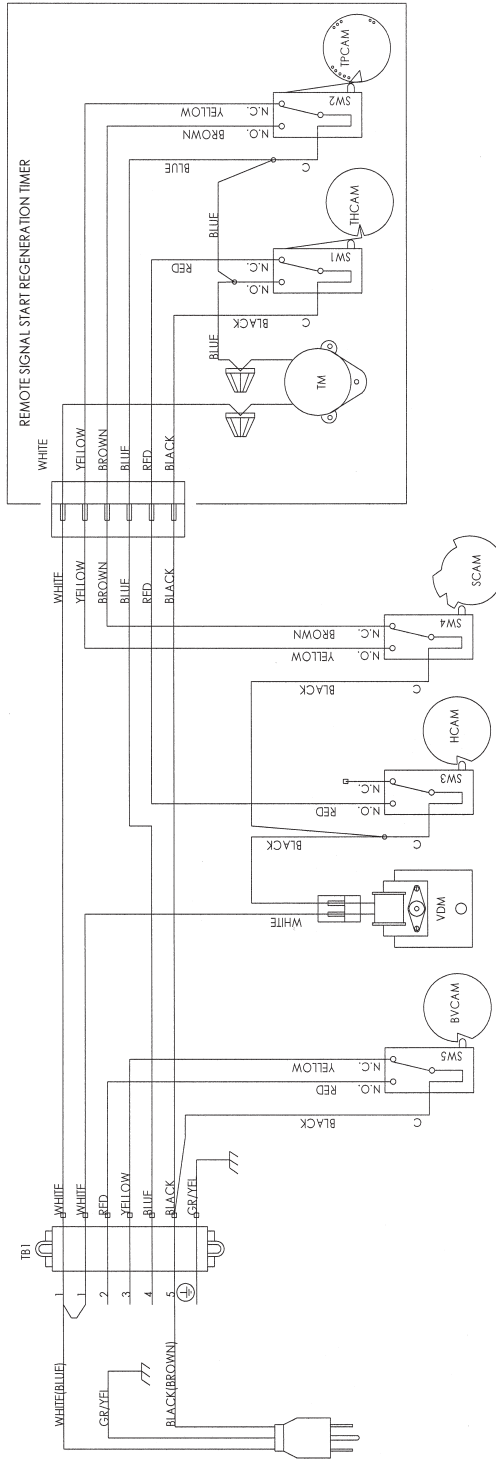 REMOTE SIGNAL START REGENERATION TIMER
TPCAM
SW2
N.C.
YELLOW
N.O.
BROWN
C
BLUE
THCAM
SW1
N.C.
RED
N.O.
C
BLACK
BLUE
BLUE
TM
WHITE
YELLOW
BROWN
BLUE
RED
BLACK
WHITE
YELLOW
BROWN
BLUE
RED
BLACK
SCAM
SW4
N.C.
BROWN
N.O.
YELLOW
C
BLACK
HCAM
SW3
N.C.
N.O.
RED
C
BLACK
VDM
WHITE
BVCAM
SW5
N.C.
YELLOW
N.O.
RED
C
BLACK
TB1
WHITE
WHITE
RED
YELLOW
BLUE
BLACK
GR/YEL
1
1
2
3
4
5
WHITE(BLUE)
GR/YEL
BLACK(BROWN)